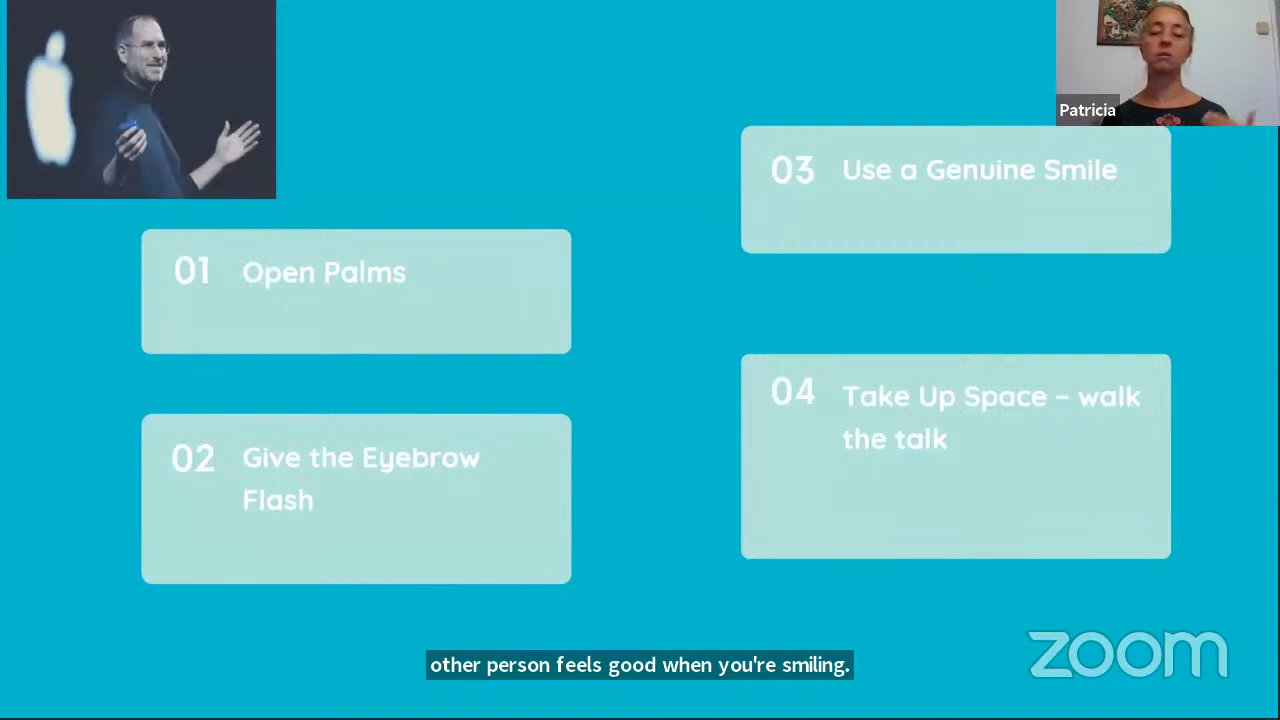 Patricia
01 Open Palms
02 Give the Eyebrow
Flash
03 Use a Genuine Smile
04 Take Up Space – walk
the talk
other person feels good when you're smiling.
zoom